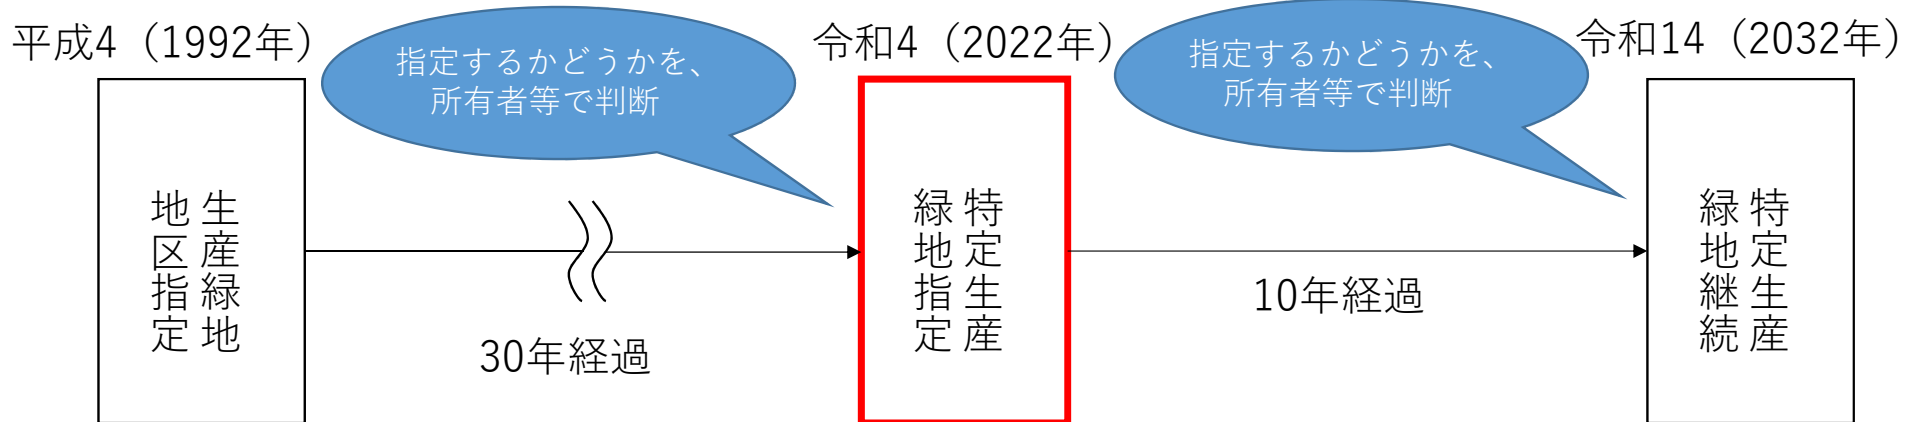 平成4（1992年）
指定するかどうかを、
所有者等で判断
令和4（2022年）
指定するかどうかを、
所有者等で判断
令和14（2032年）
生産緑地
地区指定
30年経過
特定生産
緑地指定
10年経過
特定生産
緑地継続